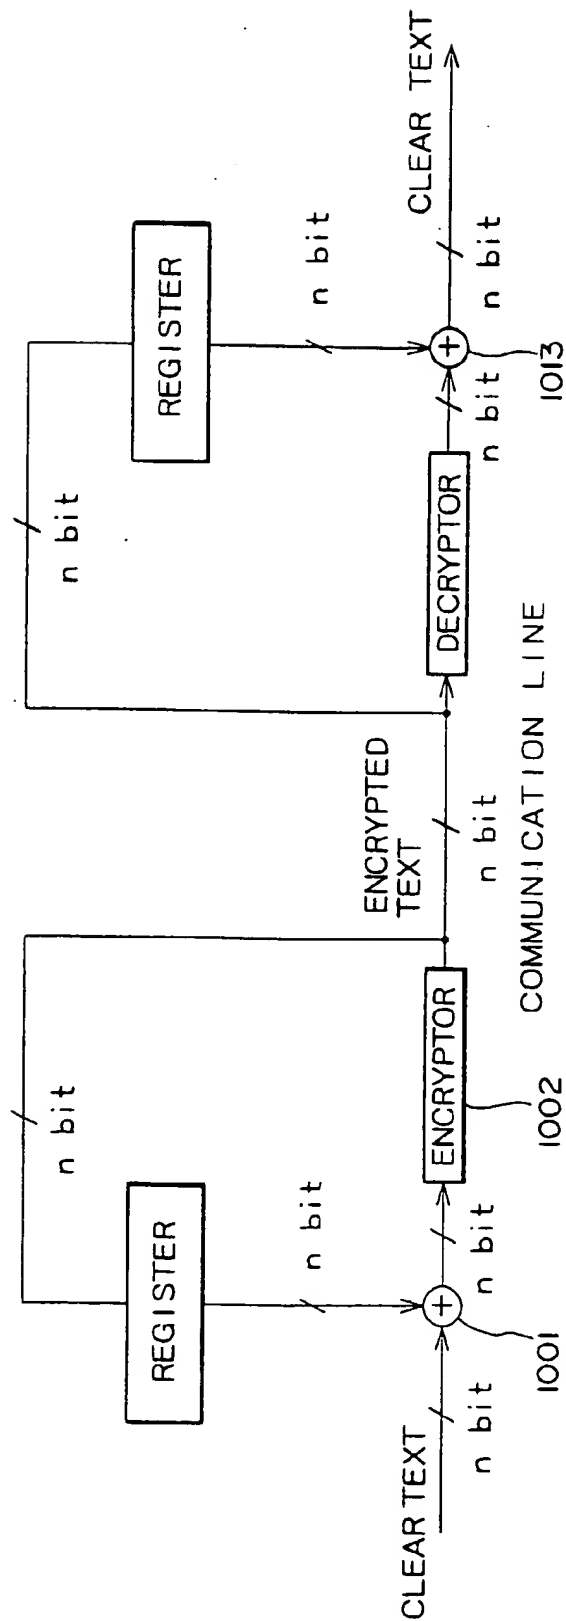 n bit
n bit
REGISTER
REGISTER
n bit
n bit
CLEAR TEXT
ENCRYPTED
TEXT
CLEAR TEXT
ENCRYPTOR
DECRYPTOR
n bit
n bit
n bit
n bit
n bit
1001
1002
COMMUNICATION LINE
1013